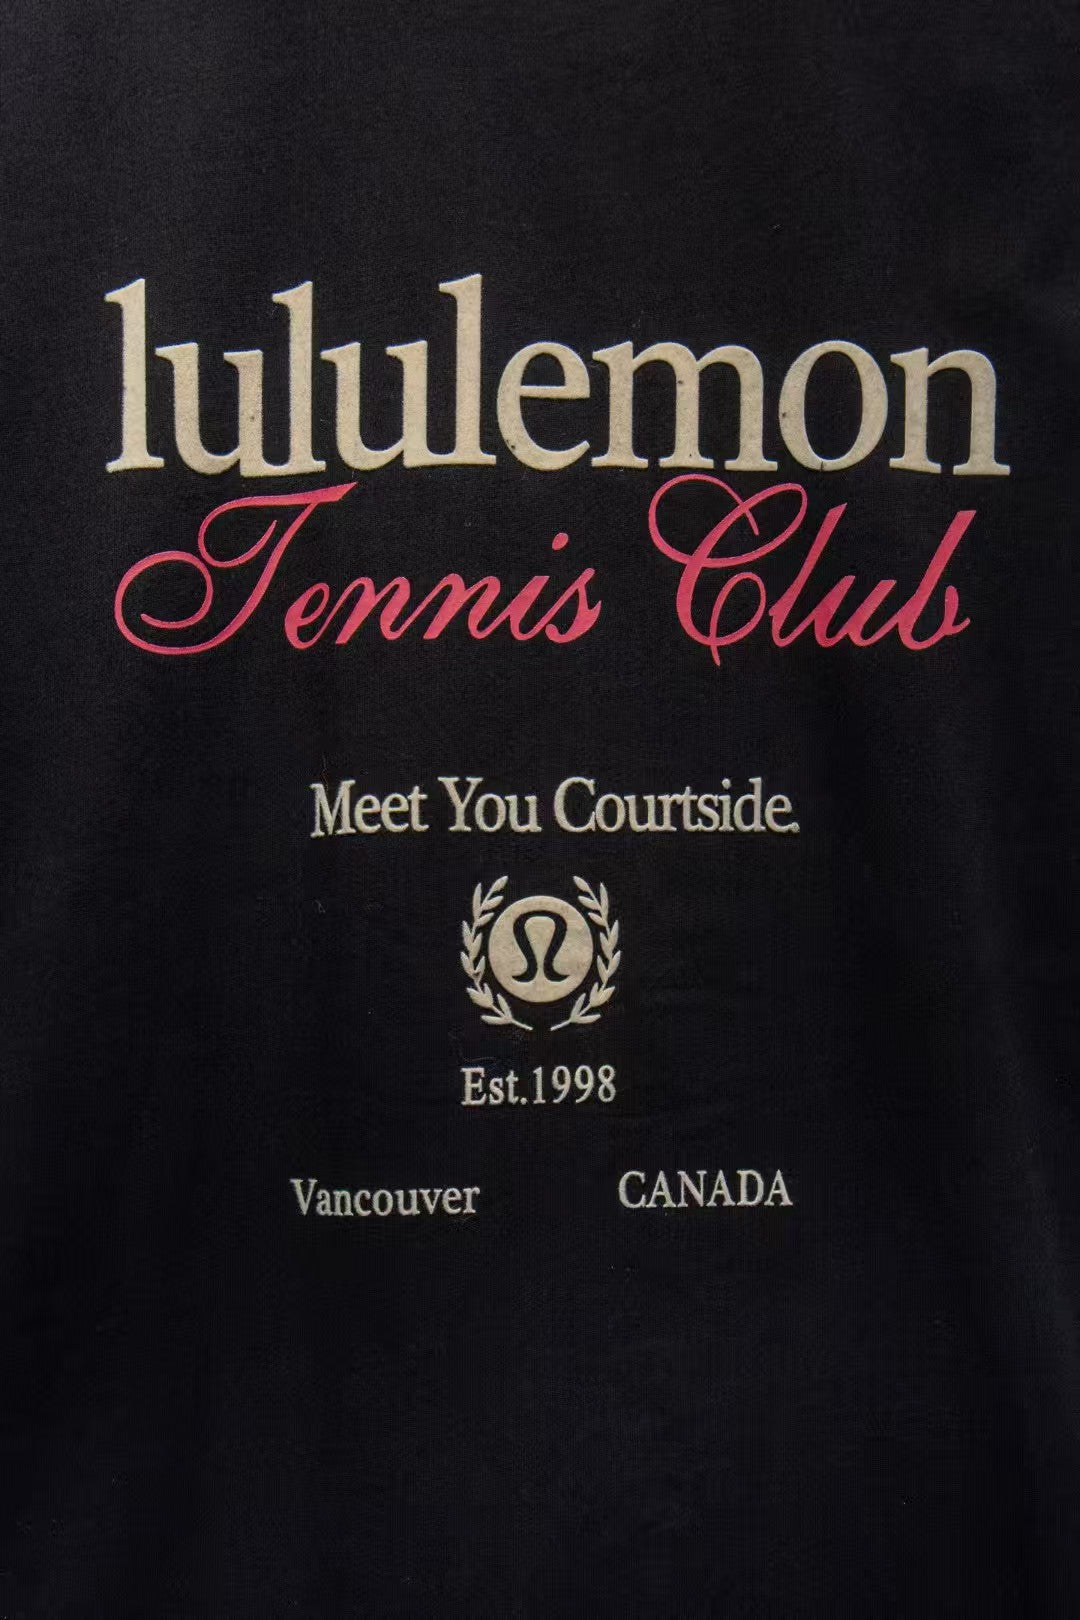 lululemon
Tennis Club
Meet You Courtside.
Est.1998
Vancouver CANADA